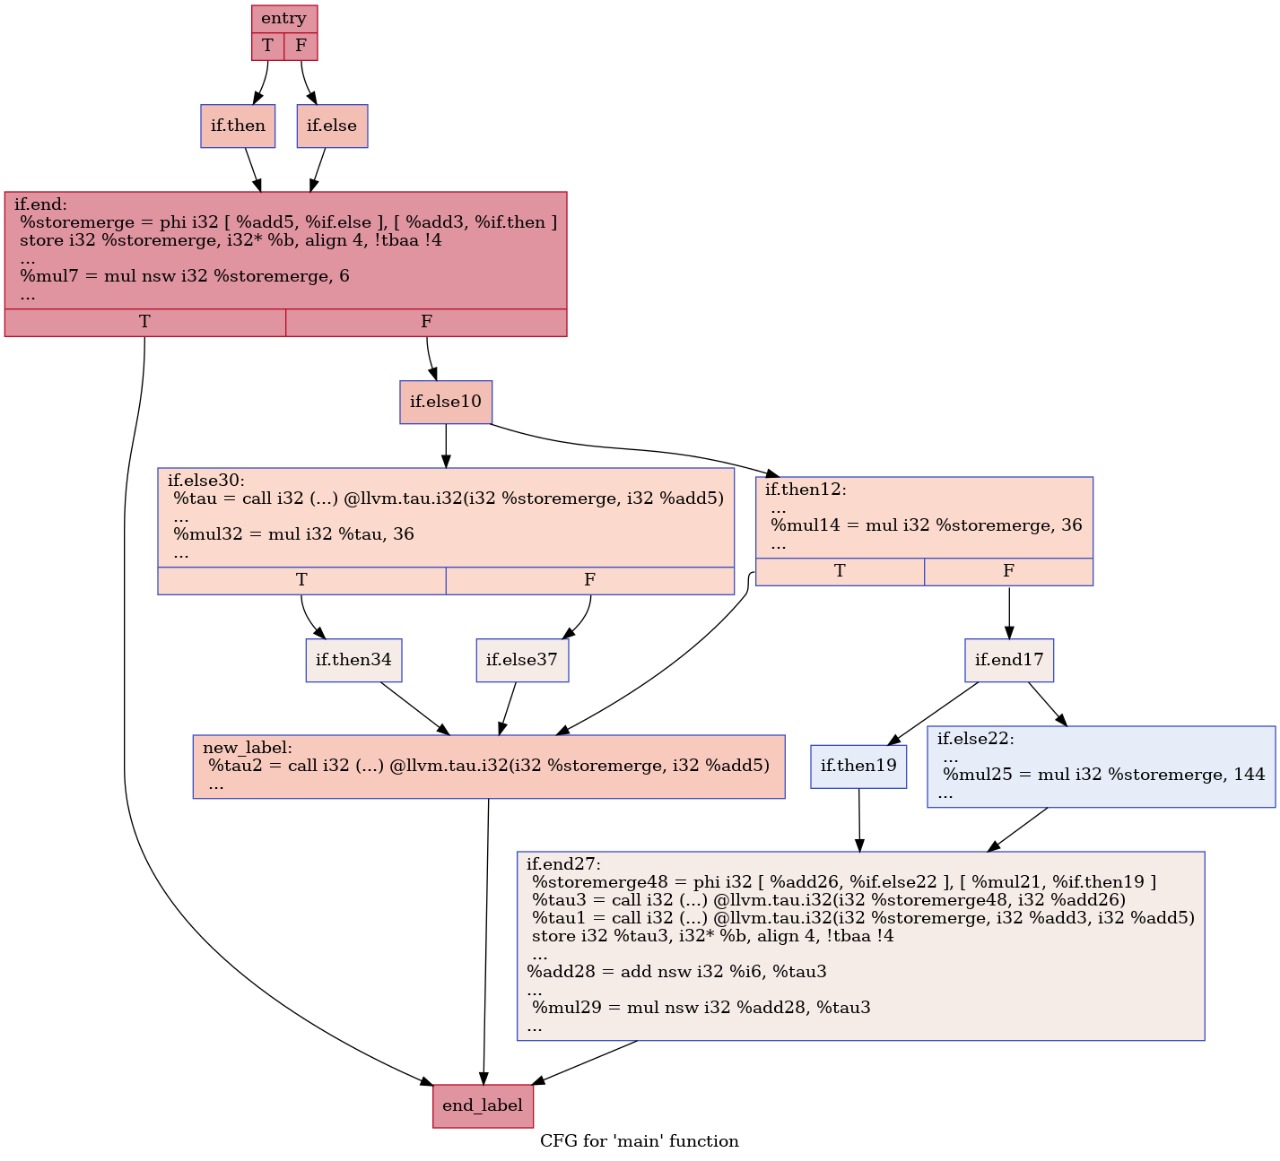 entry
T F
if.then if.else
if.end:
%storemerge = phi i32 [ %add5, %if.else ], [ %add3, %if.then ]
store i32 %storemerge, i32* %b, align 4, !tbaa !4
...
%mul7 = mul nsw i32 %storemerge, 6
...
T F
if.else10
if.else30:
%tau = call i32 (...) @llvm.tau.i32(i32 %storemerge, i32 %add5)
...
%mul32 = mul i32 %tau, 36
...
T F
if.then12:
...
%mul14 = mul i32 %storemerge, 36
...
T F
if.then34 if.else37 if.end17
new_label:
%tau2 = call i32 (...) @llvm.tau.i32(i32 %storemerge, i32 %add5)
...
if.then19
if.else22:
...
%mul25 = mul i32 %storemerge, 144
...
if.end27:
%storemerge48 = phi i32 [ %add26, %if.else22 ], [ %mul21, %if.then19 ]
%tau3 = call i32 (...) @llvm.tau.i32(i32 %storemerge48, i32 %add26)
%tau1 = call i32 (...) @llvm.tau.i32(i32 %storemerge, i32 %add3, i32 %add5)
store i32 %tau3, i32* %b, align 4, !tbaa !4
...
%add28 = add nsw i32 %i6, %tau3
...
%mul29 = mul nsw i32 %add28, %tau3
...
end_label
CFG for 'main' function